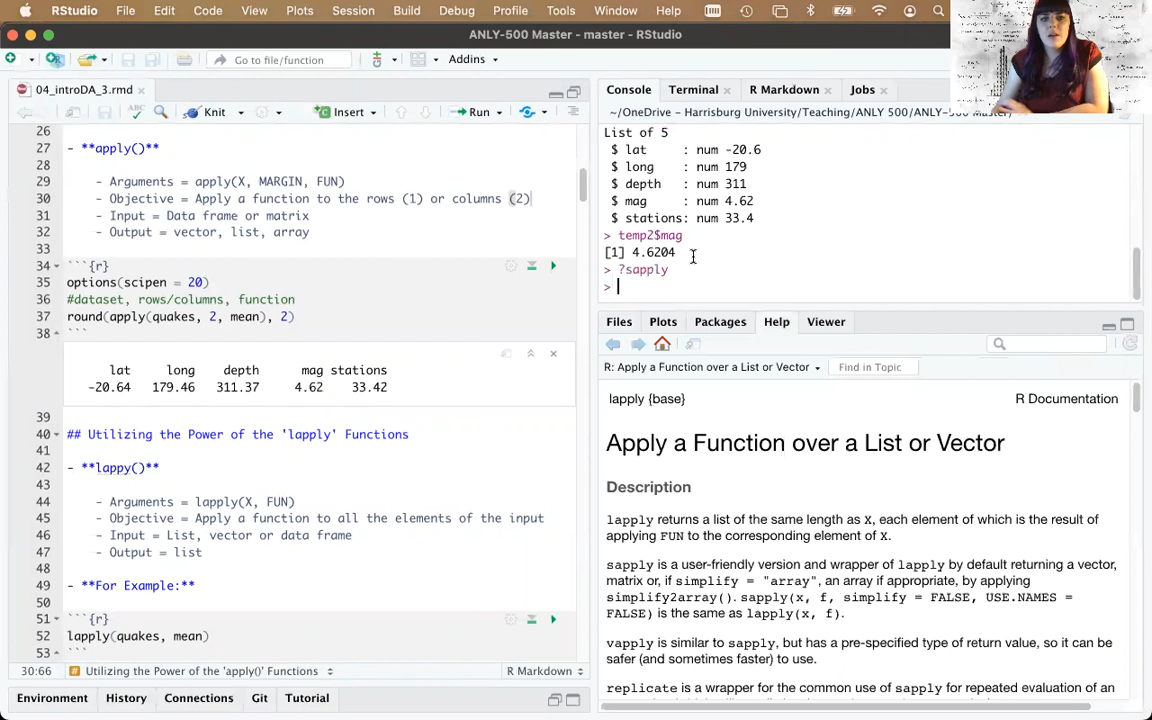 RStudio File Edit Code View Plots Session Build Debug Profile Tools Window Help
ANLY-500 Master - master - RStudio
Go to file/function
Addins
04_introDA_3.rmd
ABC Knit Insert Run
26
27 - **apply()**
28
29 - Arguments = apply(X, MARGIN, FUN)
30 - Objective = Apply a function to the rows (1) or columns (2)
31 - Input = Data frame or matrix
32 - Output = vector, list, array
33
34 ```{r}
35 options(scipen = 20)
36 #dataset, rows/columns, function
37 round(apply(quakes, 2, mean), 2)
38 ```
lat long depth mag stations
-20.64 179.46 311.37 4.62 33.42
39
40 ## Utilizing the Power of the 'lapply' Functions
41
42 - **lappy()**
43
44 - Arguments = lapply(X, FUN)
45 - Objective = Apply a function to all the elements of the input
46 - Input = List, vector or data frame
47 - Output = list
48
49 - **For Example:**
50
51 ```{r}
52 lapply(quakes, mean)
53 ```
30:66 # Utilizing the Power of the 'apply()' Functions R Markdown
Environment History Connections Git Tutorial
Console Terminal R Markdown Jobs
~/OneDrive - Harrisburg University/Teaching/ANLY 500/ANLY-500 Master/
List of 5
$ lat : num -20.6
$ long : num 179
$ depth : num 311
$ mag : num 4.62
$ stations: num 33.4
> temp2$mag
[1] 4.6204
> ?sapply
>
Files Plots Packages Help Viewer
R: Apply a Function over a List or Vector Find in Topic
lapply {base} R Documentation
Apply a Function over a List or Vector
Description
lapply returns a list of the same length as X, each element of which is the result of
applying FUN to the corresponding element of X.
sapply is a user-friendly version and wrapper of lapply by default returning a vector,
matrix or, if simplify = "array", an array if appropriate, by applying
simplify2array(). sapply(x, f, simplify = FALSE, USE.NAMES =
FALSE) is the same as lapply(x, f).
vapply is similar to sapply, but has a pre-specified type of return value, so it can be
safer (and sometimes faster) to use.
replicate is a wrapper for the common use of sapply for repeated evaluation of an